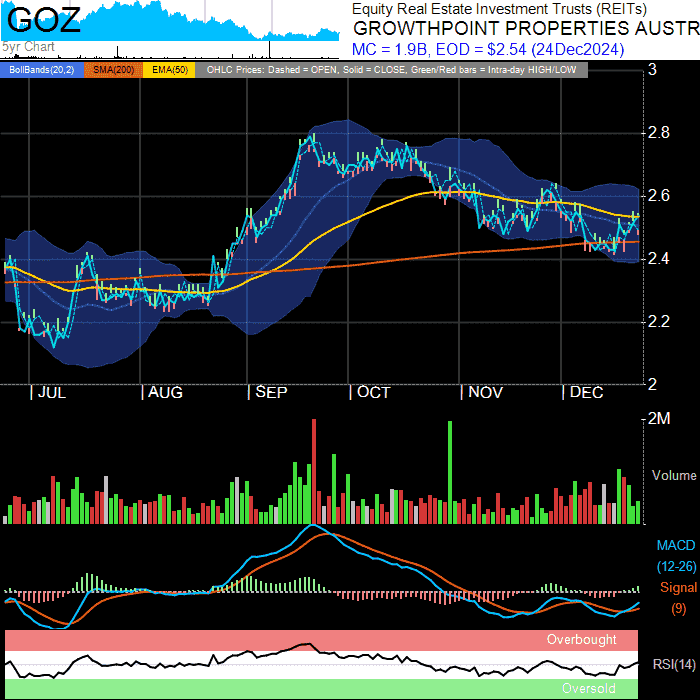 GOZ
Equity Real Estate Investment Trusts (REITs)
GROWTHPOINT PROPERTIES AUSTR
MC = 1.9B, EOD = $2.54 (24Dec2024)
5yr Chart
BollBands(20,2) SMA(200) EMA(50) OHLC Prices: Dashed = OPEN, Solid = CLOSE, Green/Red bars = Intra-day HIGH/LOW
3
2.8
2.6
2.4
2.2
2
| JUL | AUG | SEP | OCT | NOV | DEC
2M
Volume
MACD
(12-26)
Signal
(9)
Overbought
RSI(14)
Oversold